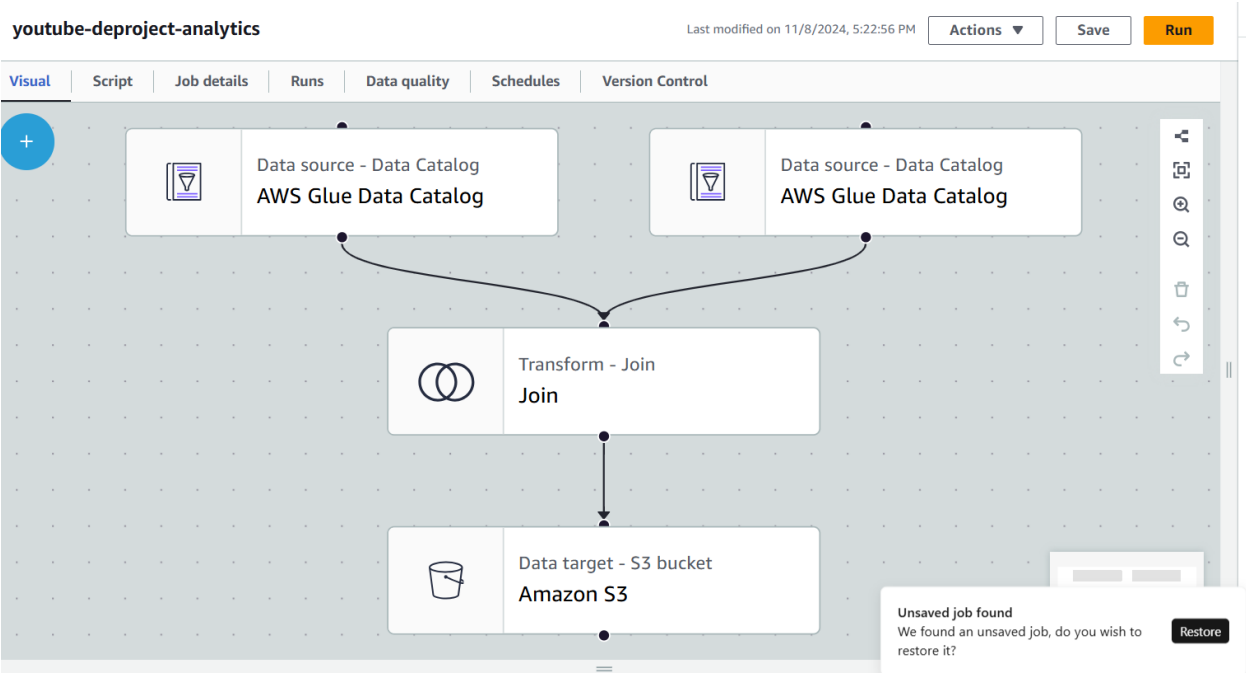 youtube-deproject-analytics
Last modified on 11/8/2024, 5:22:56 PM
Actions
Save
Run
Visual
Script
Job details
Runs
Data quality
Schedules
Version Control
Data source - Data Catalog
AWS Glue Data Catalog
Data source - Data Catalog
AWS Glue Data Catalog
Transform - Join
Join
Data target - S3 bucket
Amazon S3
Unsaved job found
We found an unsaved job, do you wish to
restore it?
Restore